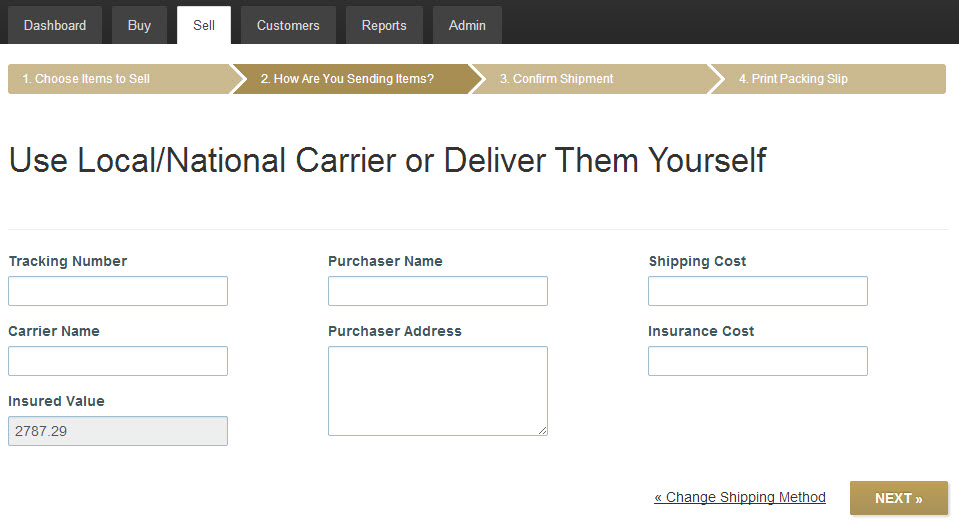 Dashboard Buy Sell Customers Reports Admin
1. Choose Items to Sell 2. How Are You Sending Items? 3. Confirm Shipment 4. Print Packing Slip
Use Local/National Carrier or Deliver Them Yourself
Tracking Number Purchaser Name Shipping Cost
Carrier Name Purchaser Address Insurance Cost
Insured Value
2787.29
« Change Shipping Method NEXT »